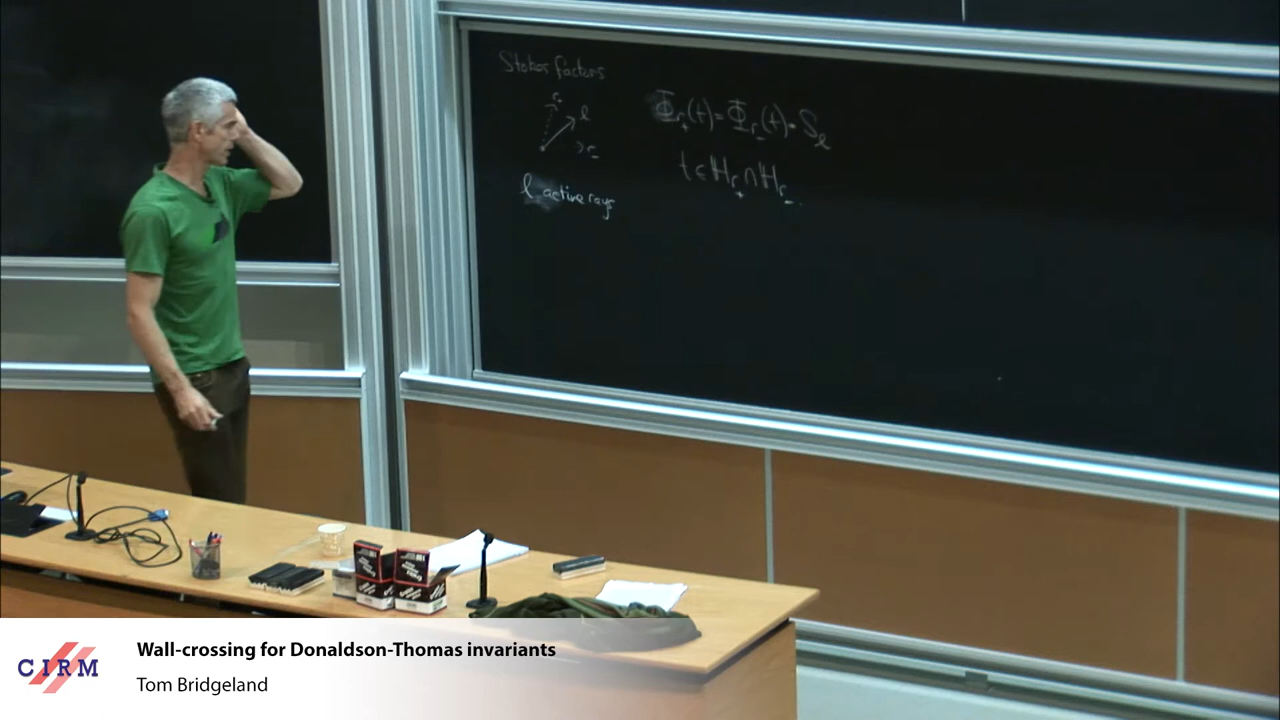 Stokes factors
r₊
ℓ
r₋
ℓ active rays
Φ_{r₊}(t) = Φ_{r₋}(t) · S_ℓ
t ∈ ℍ_{r₊} ∩ ℍ_{r₋}.
CIRM
Wall-crossing for Donaldson-Thomas invariants
Tom Bridgeland